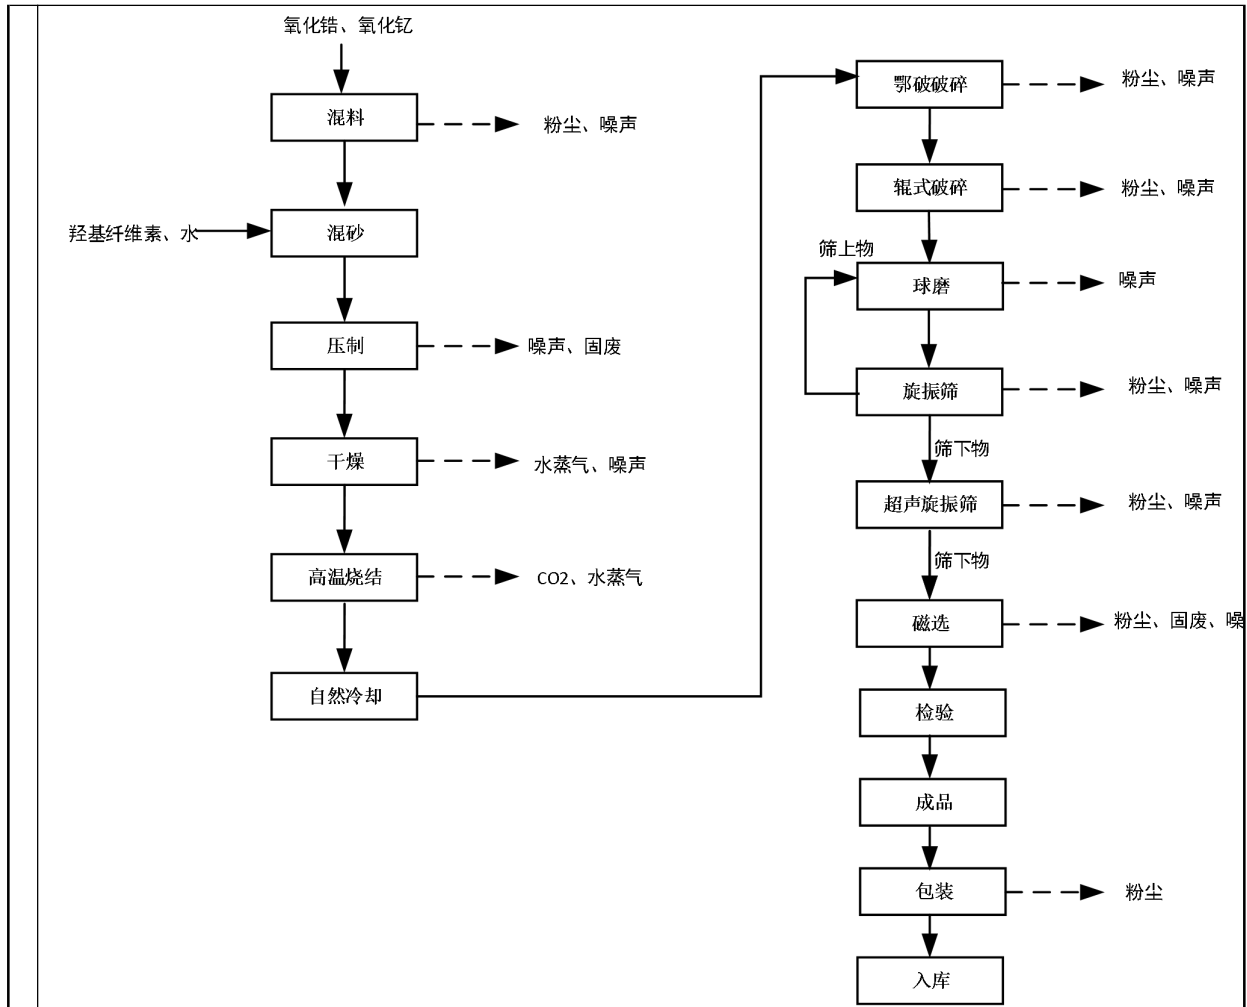 氧化锆、氧化钇
混料
粉尘、噪声
羟基纤维素、水
混砂
压制
噪声、固废
干燥
水蒸气、噪声
高温烧结
CO2、水蒸气
自然冷却
鄂破破碎
粉尘、噪声
辊式破碎
粉尘、噪声
筛上物
球磨
噪声
旋振筛
粉尘、噪声
筛下物
超声旋振筛
粉尘、噪声
筛下物
磁选
粉尘、固废、噪
检验
成品
包装
粉尘
入库